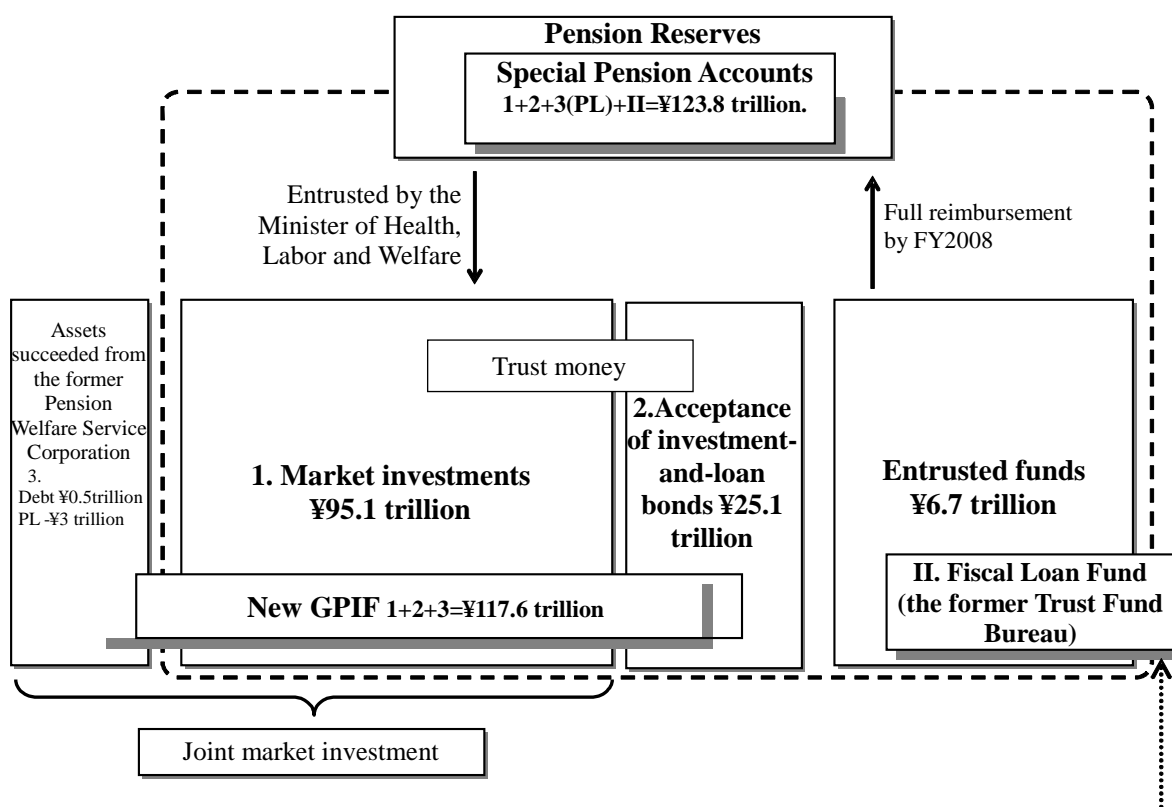 Pension Reserves
Special Pension Accounts
1+2+3(PL)+II=¥123.8 trillion.
Entrusted by the
Minister of Health,
Labor and Welfare
Full reimbursement
by FY2008
Assets
succeeded from
the former
Pension
Welfare Service
Corporation
3.
Debt ¥0.5trillion
PL -¥3 trillion
Trust money
1. Market investments
¥95.1 trillion
2.Acceptance
of investment-
and-loan
bonds ¥25.1
trillion
Entrusted funds
¥6.7 trillion
New GPIF 1+2+3=¥117.6 trillion
II. Fiscal Loan Fund
(the former Trust Fund
Bureau)
Joint market investment